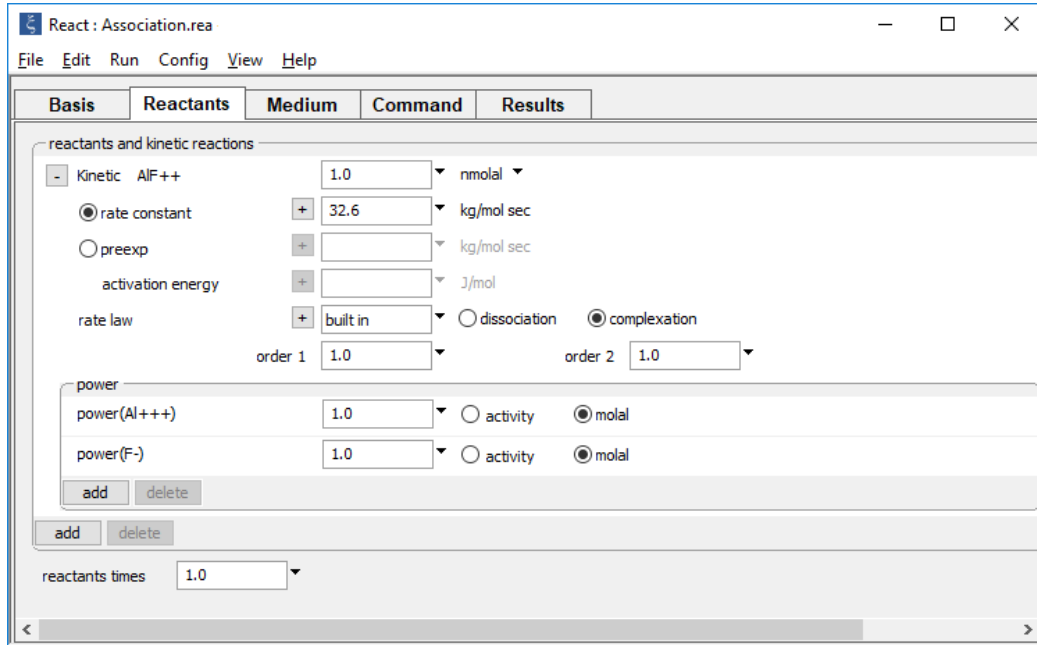 React : Association.rea
File Edit Run Config View Help
Basis Reactants Medium Command Results
reactants and kinetic reactions
- Kinetic AlF++ 1.0 nmolal
rate constant + 32.6 kg/mol sec
preexp + kg/mol sec
activation energy + J/mol
rate law + built in dissociation complexation
order 1 1.0 order 2 1.0
power
power(Al+++) 1.0 activity molal
power(F-) 1.0 activity molal
add delete
add delete
reactants times 1.0